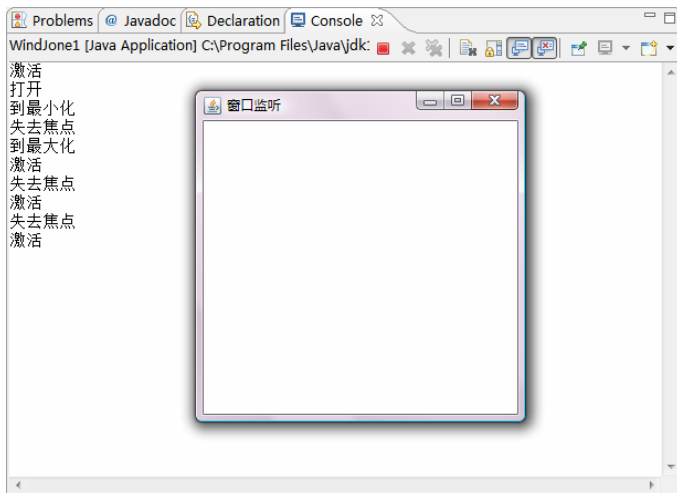 Problems @ Javadoc Declaration Console
WindJone1 [Java Application] C:\Program Files\Java\jdk:
激活
打开
到最小化
失去焦点
到最大化
激活
失去焦点
激活
失去焦点
激活
窗口监听